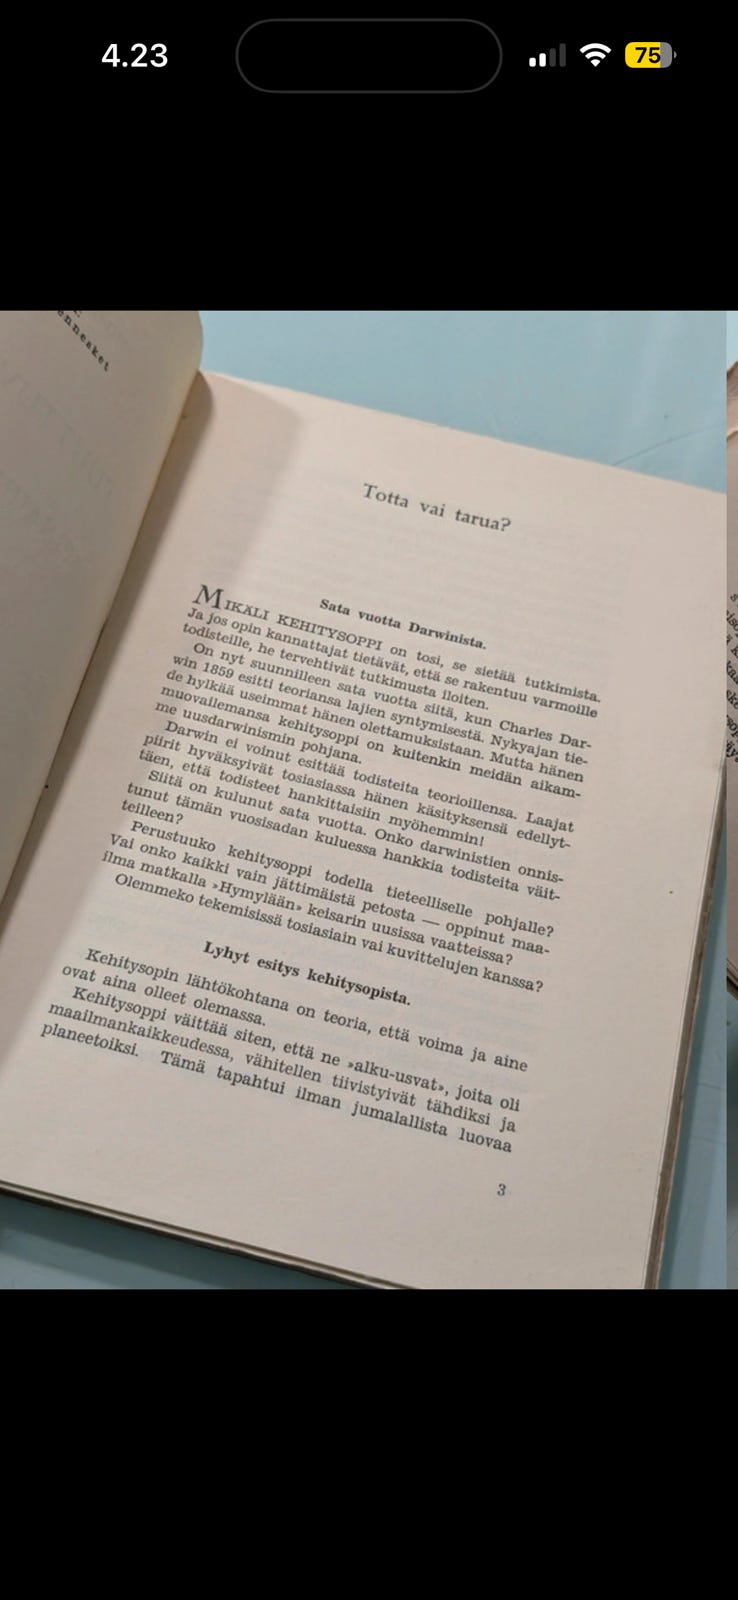 4.23
75
ennesket
Totta vai tarua?
Sata vuotta Darwinista.
MIKÄLI KEHITYSOPPI on tosi, se sietää tutkimista.
Ja jos opin kannattajat tietävät, että se rakentuu varmoille
todisteille, he tervehtivät tutkimusta iloiten.
On nyt suunnilleen sata vuotta siitä, kun Charles Dar-
win 1859 esitti teoriansa lajien syntymisestä. Nykyajan tie-
de hylkää useimmat hänen olettamuksistaan. Mutta hänen
muovailemansa kehitysoppi on kuitenkin meidän aikam-
me uusdarwinismin pohjana.
Darwin ei voinut esittää todisteita teorioillensa. Laajat
piirit hyväksyivät tosiasiassa hänen käsityksensä edellyt-
täen, että todisteet hankittaisiin myöhemmin!
Siitä on kulunut sata vuotta. Onko darwinistien onnis-
tunut tämän vuosisadan kuluessa hankkia todisteita väit-
teilleen?
Perustuuko kehitysoppi todella tieteelliselle pohjalle?
Vai onko kaikki vain jättimäistä petosta — oppinut maa-
ilma matkalla »Hymylään» keisarin uusissa vaatteissa?
Olemmeko tekemisissä tosiasiain vai kuvittelujen kanssa?
Lyhyt esitys kehitysopista.
Kehitysopin lähtökohtana on teoria, että voima ja aine
ovat aina olleet olemassa.
Kehitysoppi väittää siten, että ne »alku-usvat», joita oli
maailmankaikkeudessa, vähitellen tiivistyivät tähdiksi ja
planeetoiksi. Tämä tapahtui ilman jumalallista luovaa
3